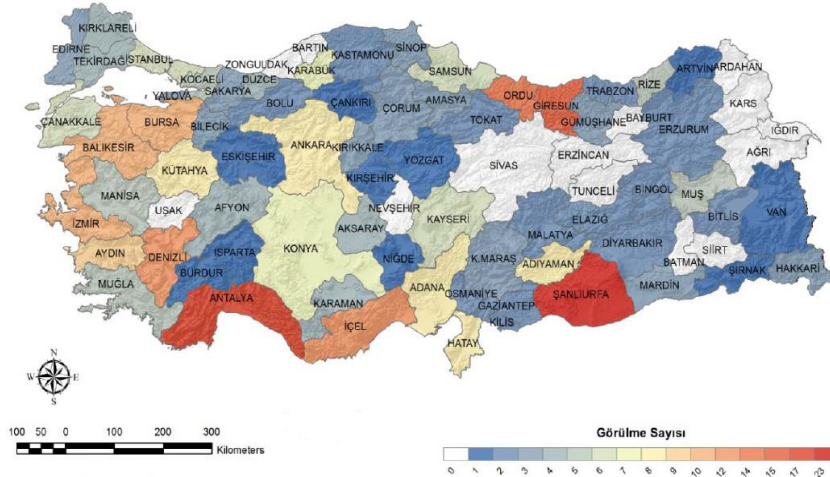 KIRKLARELİ
EDİRNE
TEKİRDAĞ
İSTANBUL
KOCAELİ
YALOVA
SAKARYA
DÜZCE
ZONGULDAK
BARTIN
KARABÜK
KASTAMONU
SİNOP
SAMSUN
ORDU
GİRESUN
TRABZON
RİZE
ARTVİN
ARDAHAN
KARS
IĞDIR
AĞRI
ÇANAKKALE
BURSA
BİLECİK
BOLU
ÇANKIRI
ÇORUM
AMASYA
TOKAT
GÜMÜŞHANE
BAYBURT
ERZURUM
BALIKESİR
KÜTAHYA
ESKİŞEHİR
ANKARA
KIRIKKALE
KIRŞEHİR
YOZGAT
SİVAS
ERZİNCAN
TUNCELİ
BİNGÖL
MUŞ
MANİSA
UŞAK
AFYON
KONYA
AKSARAY
NEVŞEHİR
KAYSERİ
MALATYA
ELAZIĞ
DİYARBAKIR
BİTLİS
VAN
İZMİR
AYDIN
DENİZLİ
ISPARTA
BURDUR
NİĞDE
K.MARAŞ
ADIYAMAN
BATMAN
SİİRT
ŞIRNAK
HAKKARİ
MUĞLA
ANTALYA
KARAMAN
İÇEL
ADANA
OSMANİYE
GAZİANTEP
KİLİS
ŞANLIURFA
MARDİN
HATAY
N
W E
S
100 50 0 100 200 300
Kilometers
Görülme Sayısı
0 1 2 3 4 5 6 7 8 9 10 12 14 15 17 23